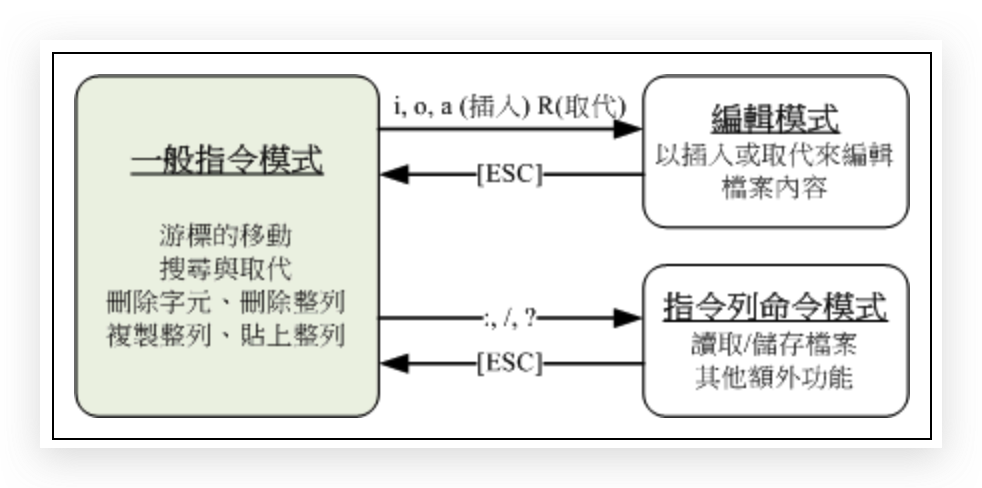 一般指令模式
游標的移動
搜尋與取代
刪除字元、刪除整列
複製整列、貼上整列
i, o, a (插入) R(取代)
[ESC]
編輯模式
以插入或取代來編輯
檔案內容
:, /, ?
[ESC]
指令列命令模式
讀取/儲存檔案
其他額外功能